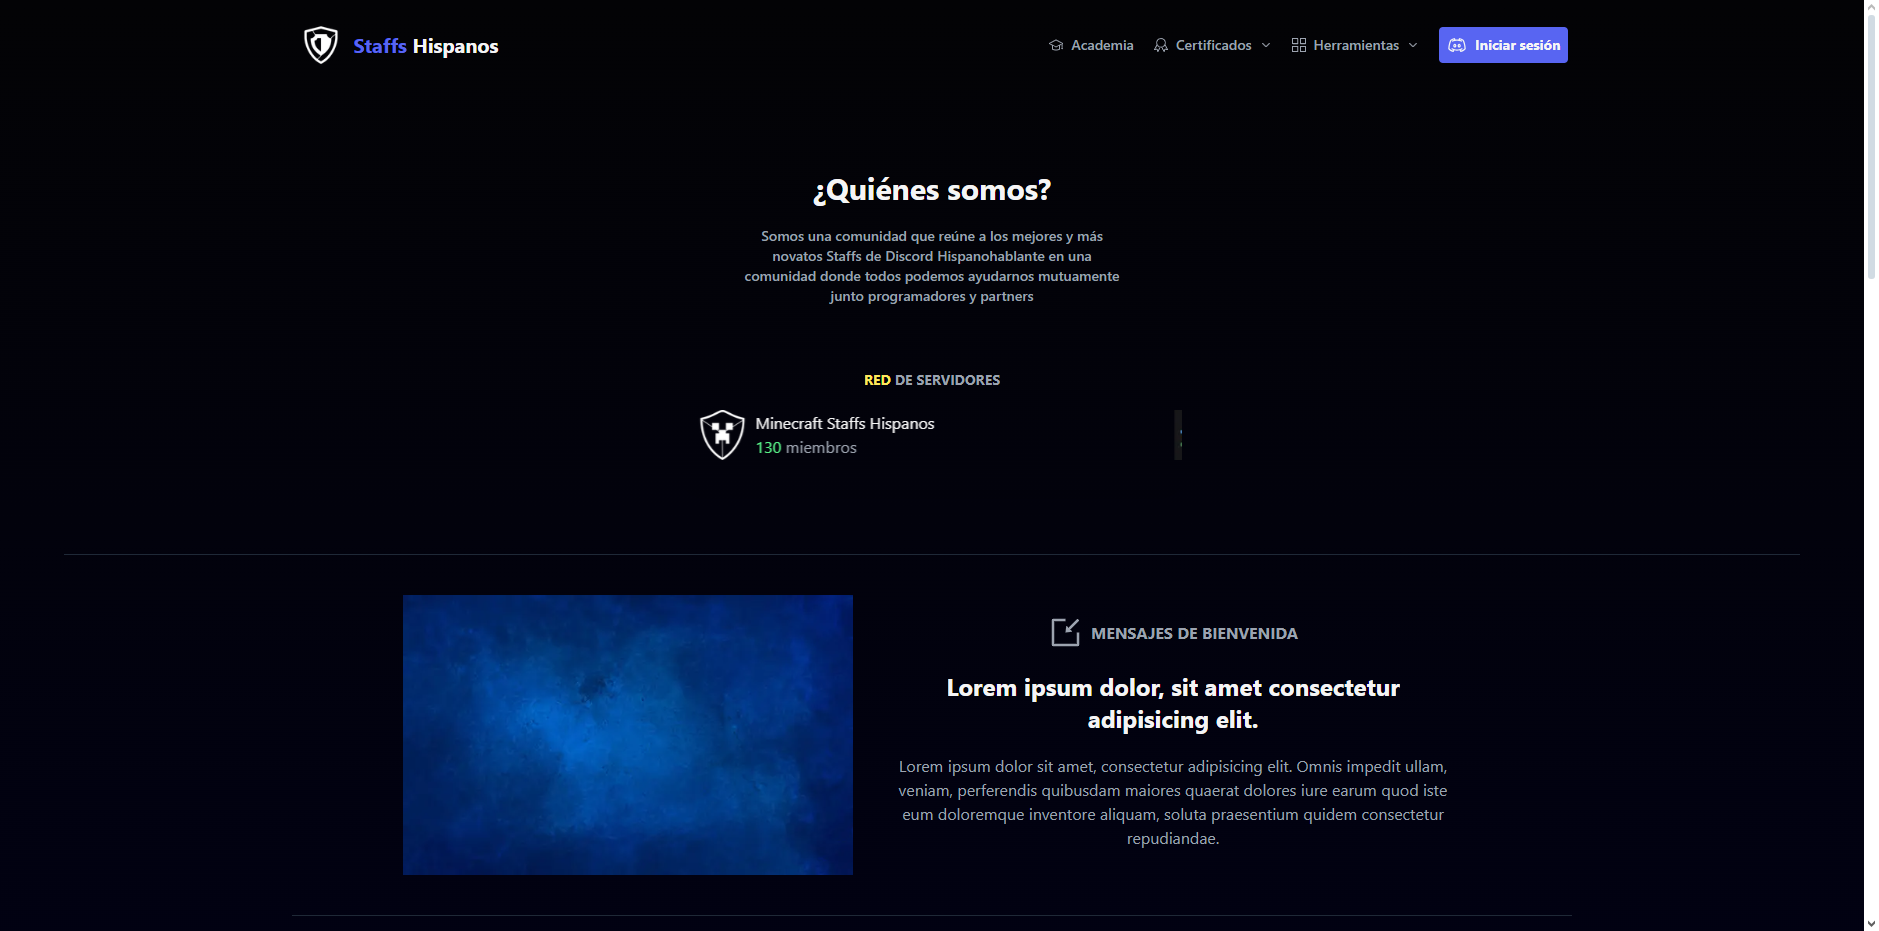 Staffs Hispanos
Academia
Certificados
Herramientas
Iniciar sesión
¿Quiénes somos?
Somos una comunidad que reúne a los mejores y más
novatos Staffs de Discord Hispanohablante en una
comunidad donde todos podemos ayudarnos mutuamente
junto programadores y partners
RED DE SERVIDORES
Minecraft Staffs Hispanos
130 miembros
MENSAJES DE BIENVENIDA
Lorem ipsum dolor, sit amet consectetur
adipisicing elit.
Lorem ipsum dolor sit amet, consectetur adipisicing elit. Omnis impedit ullam,
veniam, perferendis quibusdam maiores quaerat dolores iure earum quod iste
eum doloremque inventore aliquam, soluta praesentium quidem consectetur
repudiandae.